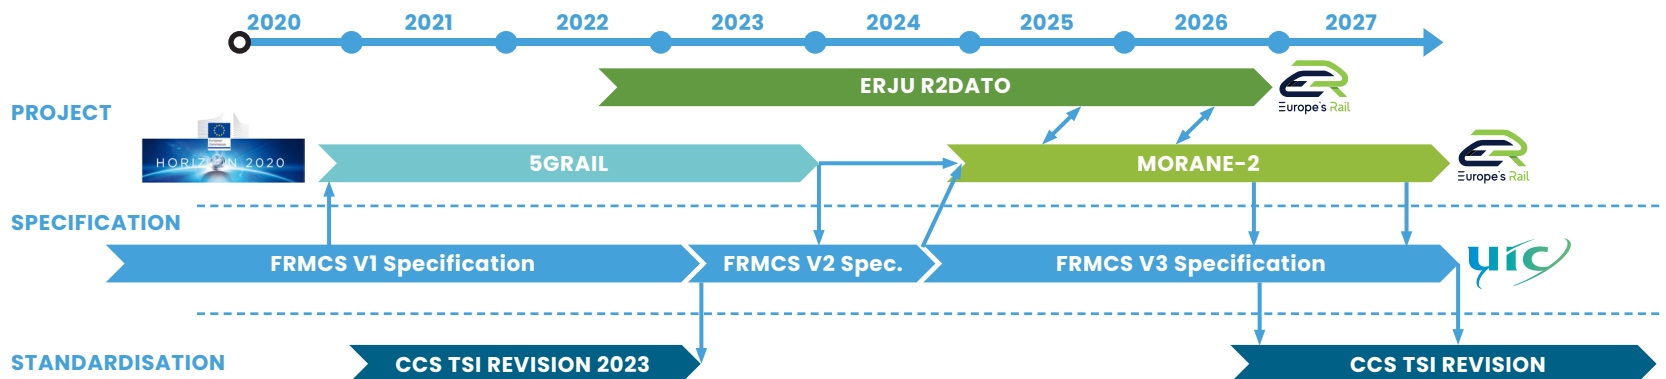 2020 2021 2022 2023 2024 2025 2026 2027
ERJU R2DATO
Europe's Rail
PROJECT
HORIZON 2020
5GRAIL
MORANE-2
Europe's Rail
SPECIFICATION
FRMCS V1 Specification
FRMCS V2 Spec.
FRMCS V3 Specification
uic
STANDARDISATION
CCS TSI REVISION 2023
CCS TSI REVISION